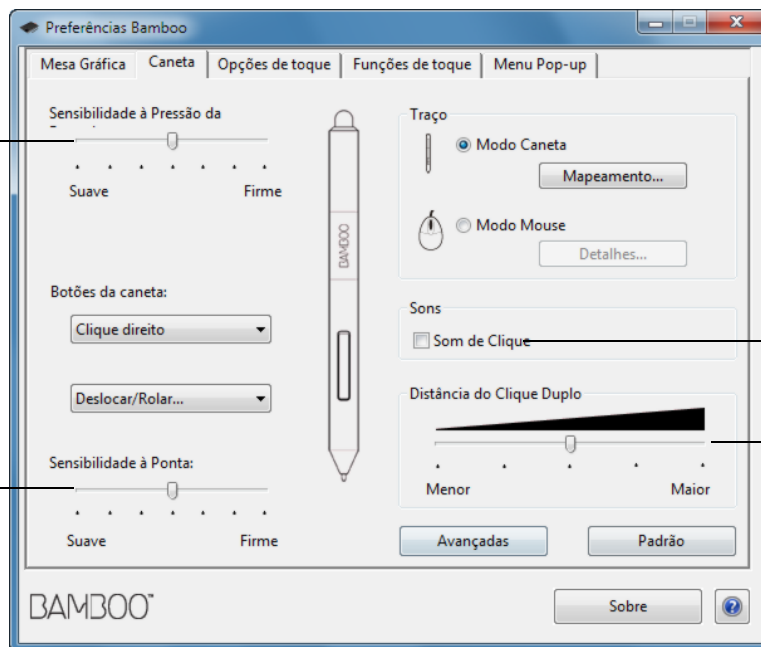 Preferências Bamboo
Mesa Gráfica
Caneta
Opções de toque
Funções de toque
Menu Pop-up
Sensibilidade à Pressão da
Suave
Firme
Botões da caneta:
Clique direito
Deslocar/Rolar...
Sensibilidade à Ponta:
Suave
Firme
BAMBOO
Traço
Modo Caneta
Mapeamento...
Modo Mouse
Detalhes...
Sons
Som de Clique
Distância do Clique Duplo
Menor
Maior
Avançadas
Padrão
BAMBOO™
Sobre
?